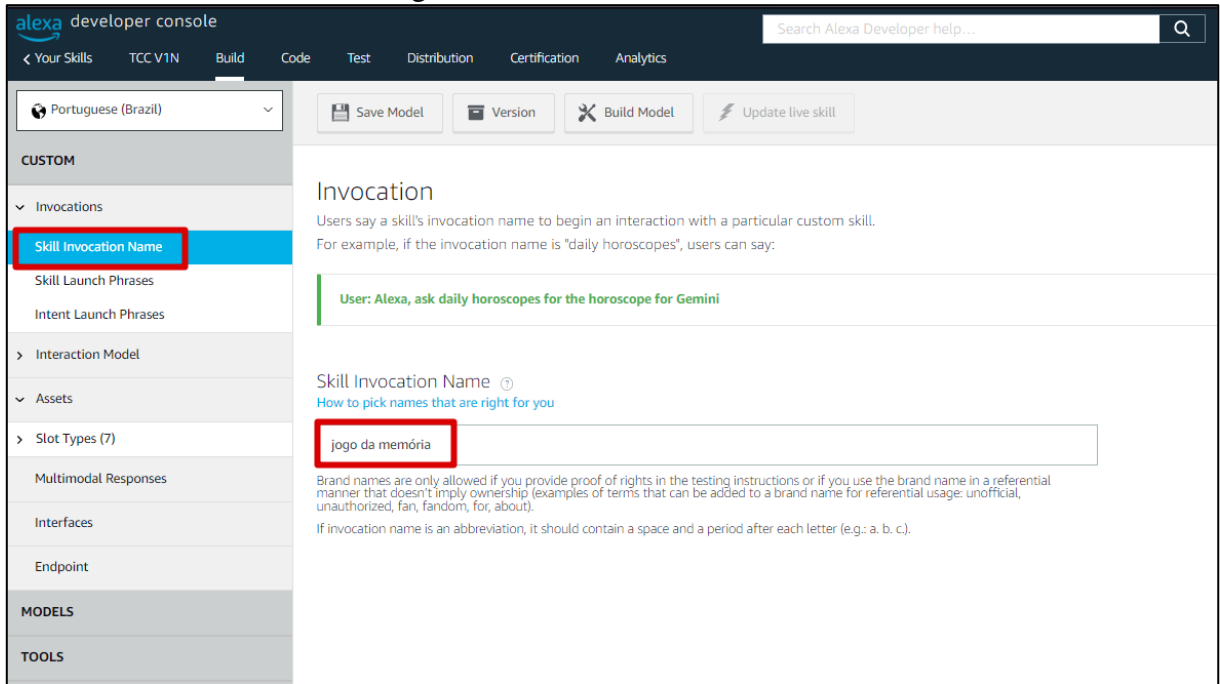 alexa developer console
Search Alexa Developer help...
Your Skills TCC V1N Build Code Test Distribution Certification Analytics
Portuguese (Brazil)
Save Model Version Build Model Update live skill
CUSTOM
Invocations
Skill Invocation Name
Skill Launch Phrases
Intent Launch Phrases
Interaction Model
Assets
Slot Types (7)
Multimodal Responses
Interfaces
Endpoint
MODELS
TOOLS
Invocation
Users say a skill's invocation name to begin an interaction with a particular custom skill.
For example, if the invocation name is "daily horoscopes", users can say:
User: Alexa, ask daily horoscopes for the horoscope for Gemini
Skill Invocation Name ?
How to pick names that are right for you
jogo da memória
Brand names are only allowed if you provide proof of rights in the testing instructions or if you use the brand name in a referential
manner that doesn't imply ownership (examples of terms that can be added to a brand name for referential usage: unofficial,
unauthorized, fan, fandom, for, about).
If invocation name is an abbreviation, it should contain a space and a period after each letter (e.g.: a. b. c.).